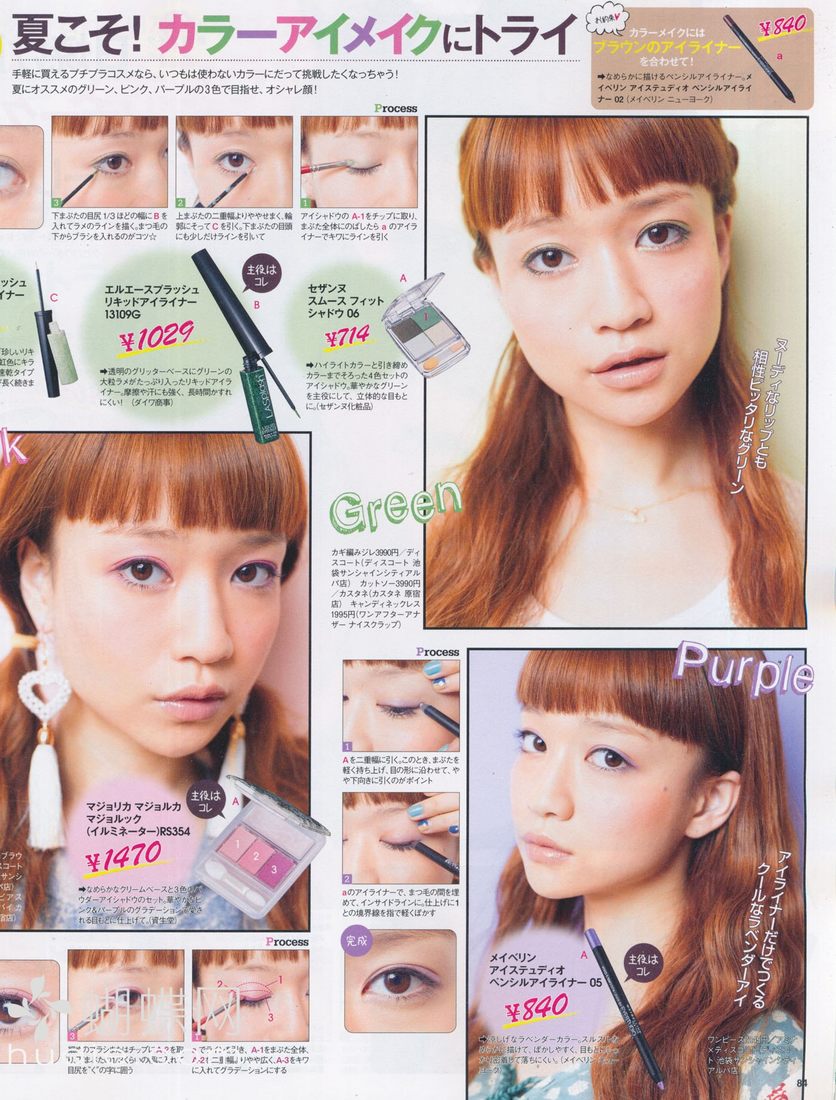 夏こそ! カラーアイメイクにトライ
手軽に買えるプチプラコスメなら、いつもは使わないカラーにだって挑戦したくなっちゃう!
夏にオススメのグリーン、ピンク、パープルの3色で目指せ、オシャレ顔!
お約束♥
カラーメイクには
ブラウンのアイライナー
を合わせて!
¥840
a
➡なめらかに描けるペンシルアイライナー。メ
イベリン アイステュディオ ペンシルアイライ
ナー 02(メイベリン ニューヨーク)
Process
3
2
1
下まぶたの目尻1/3ほどの幅にBを
入れてラメのラインを描く。まつ毛の
下からブラシを入れるのがコツ☆
上まぶたの二重幅よりややせまく、輪
郭にそってCを引く。下まぶたの目頭
にも少しだけラインを引いて
アイシャドウのA-1をチップに取り、
まぶた全体にのばしたらaのアイラ
イナーでキワにラインを引く
C
エルエースプラッシュ
リキッドアイライナー
13109G
¥1029
主役は
コレ
B
➡透明のグリッターベースにグリーンの
大粒ラメがたっぷり入ったリキッドアイラ
イナー。摩擦や汗にも強く、長時間かすれ
にくい!(ダイワ商事)
セザンヌ
スムース フィット
シャドウ 06
¥714
A
1
➡ハイライトカラーと引き締め
カラーまでそろった4色セットの
アイシャドウ。華やかなグリーン
を主役にして、立体的な目もと
に。(セザンヌ化粧品)
ヌーディなリップとも
相性ピッタリなグリーン
Green
カギ編みジレ3990円/ディ
スコート(ディスコート 池
袋サンシャインシティアル
パ店) カットソー3990円
/カスタネ(カスタネ 原宿
店) キャンディネックレス
1995円(ワンアフターアナ
ザー ナイスクラップ)
k
マジョリカ マジョルカ
マジョルック
(イルミネーター)RS354
¥1470
主役は
コレ
A
1
2
3
➡なめらかなクリームベースと3色のパ
ウダーアイシャドウのセット。華やかな
ピンク&パープルのグラデーションで愛さ
れる目もとに仕上げて。(資生堂)
Process
3
1
2
3
Process
1
Aを二重幅に引く。このとき、まぶたを
軽く持ち上げ、目の形に沿わせて、や
や下向きに引くのがポイント
2
aのアイライナーで、まつ毛の間を埋
めて、インサイドラインに。仕上げに1
との境界線を指で軽くぼかす
完成
Purple
アイライナーだけでつくる
クールなラベンダーアイ
メイベリン
アイステュディオ
ペンシルアイライナー 05
¥840
A
主役は
コレ
蝴蝶网
84